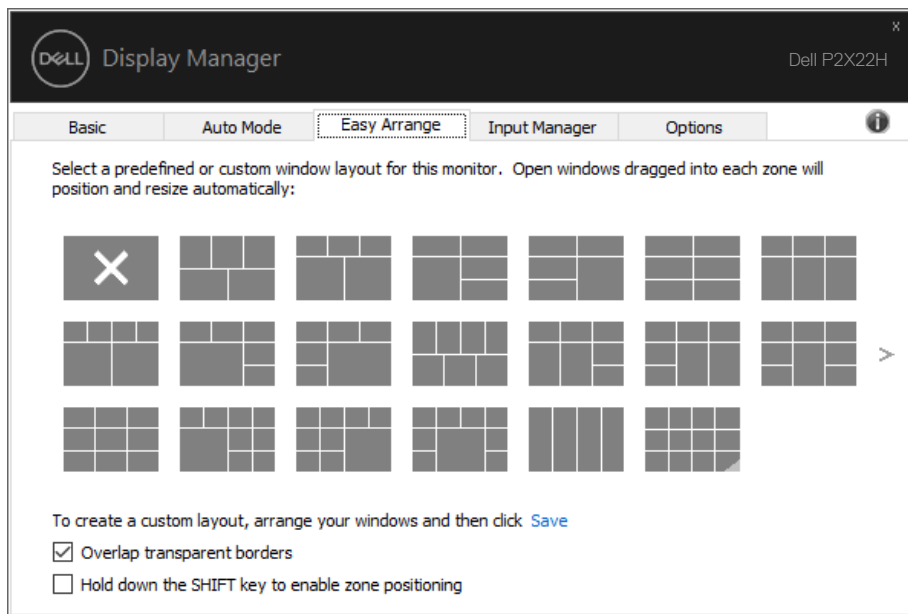 x
DELL Display Manager
Dell P2X22H
Basic Auto Mode Easy Arrange Input Manager Options
Select a predefined or custom window layout for this monitor. Open windows dragged into each zone will
position and resize automatically:
>
To create a custom layout, arrange your windows and then click Save
Overlap transparent borders
Hold down the SHIFT key to enable zone positioning